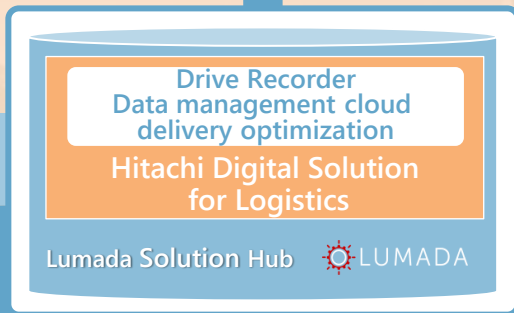 Drive Recorder
Data management cloud
delivery optimization
Hitachi Digital Solution
for Logistics
Lumada Solution Hub LUMADA